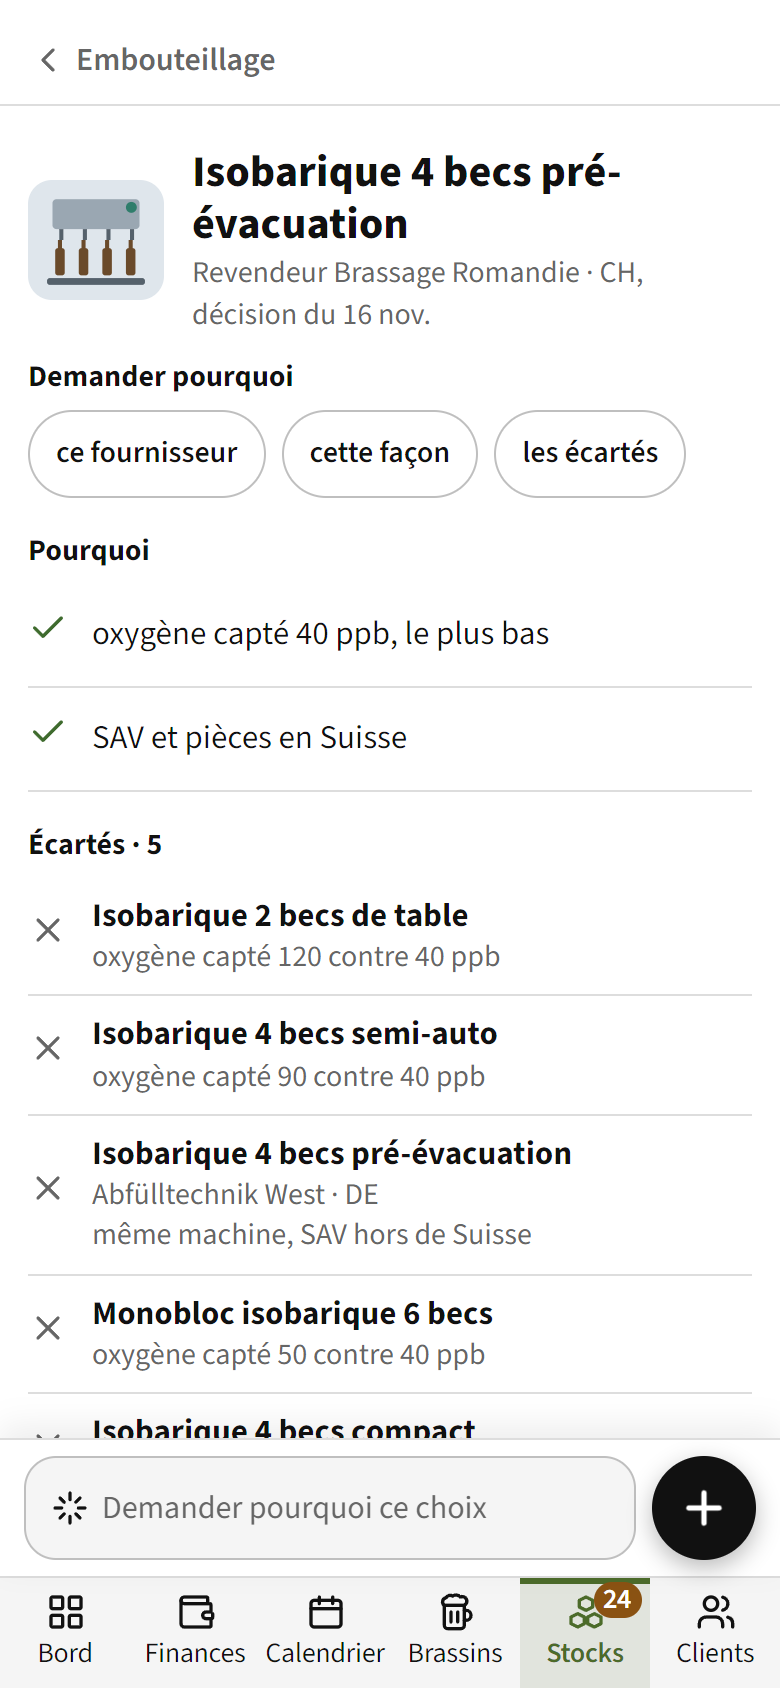 Embouteillage
Isobarique 4 becs pré-
évacuation
Revendeur Brassage Romandie · CH,
décision du 16 nov.
Demander pourquoi
ce fournisseur
cette façon
les écartés
Pourquoi
oxygène capté 40 ppb, le plus bas
SAV et pièces en Suisse
Écartés · 5
Isobarique 2 becs de table
oxygène capté 120 contre 40 ppb
Isobarique 4 becs semi-auto
oxygène capté 90 contre 40 ppb
Isobarique 4 becs pré-évacuation
Abfülltechnik West · DE
même machine, SAV hors de Suisse
Monobloc isobarique 6 becs
oxygène capté 50 contre 40 ppb
Isobarique 4 becs compact
Demander pourquoi ce choix
24
Bord
Finances
Calendrier
Brassins
Stocks
Clients